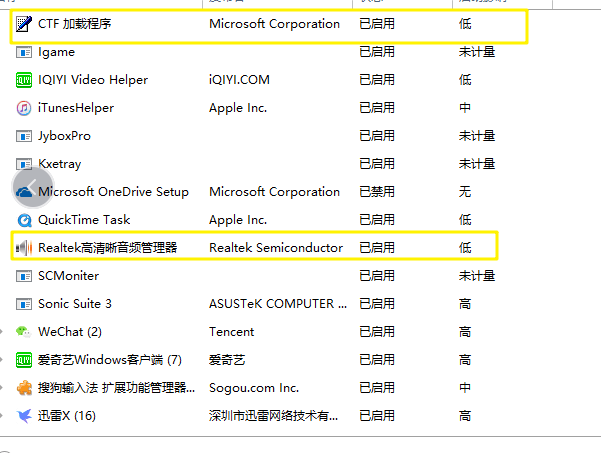 CTF 加载程序 Microsoft Corporation 已启用 低
Igame 已启用 未计量
IQIYI Video Helper iQIYI.COM 已启用 低
iTunesHelper Apple Inc. 已启用 中
JyboxPro 已启用 未计量
Kxetray 已启用 未计量
Microsoft OneDrive Setup Microsoft Corporation 已禁用 无
QuickTime Task Apple Inc. 已启用 低
Realtek高清晰音频管理器 Realtek Semiconductor 已启用 低
SCMoniter 已启用 未计量
Sonic Suite 3 ASUSTeK COMPUTER ... 已启用 高
WeChat (2) Tencent 已启用 高
爱奇艺Windows客户端 (7) 爱奇艺 已启用 高
搜狗输入法 扩展功能管理器... Sogou.com Inc. 已启用 中
迅雷X (16) 深圳市迅雷网络技术有... 已启用 高